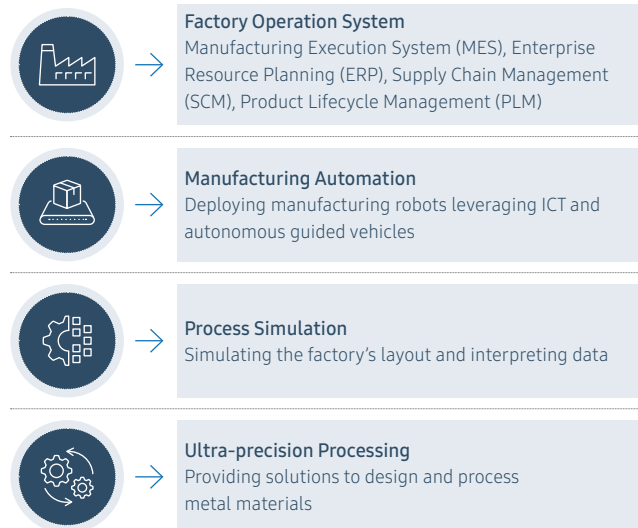 Factory Operation System
Manufacturing Execution System (MES), Enterprise
Resource Planning (ERP), Supply Chain Management
(SCM), Product Lifecycle Management (PLM)
Manufacturing Automation
Deploying manufacturing robots leveraging ICT and
autonomous guided vehicles
Process Simulation
Simulating the factory's layout and interpreting data
Ultra-precision Processing
Providing solutions to design and process
metal materials